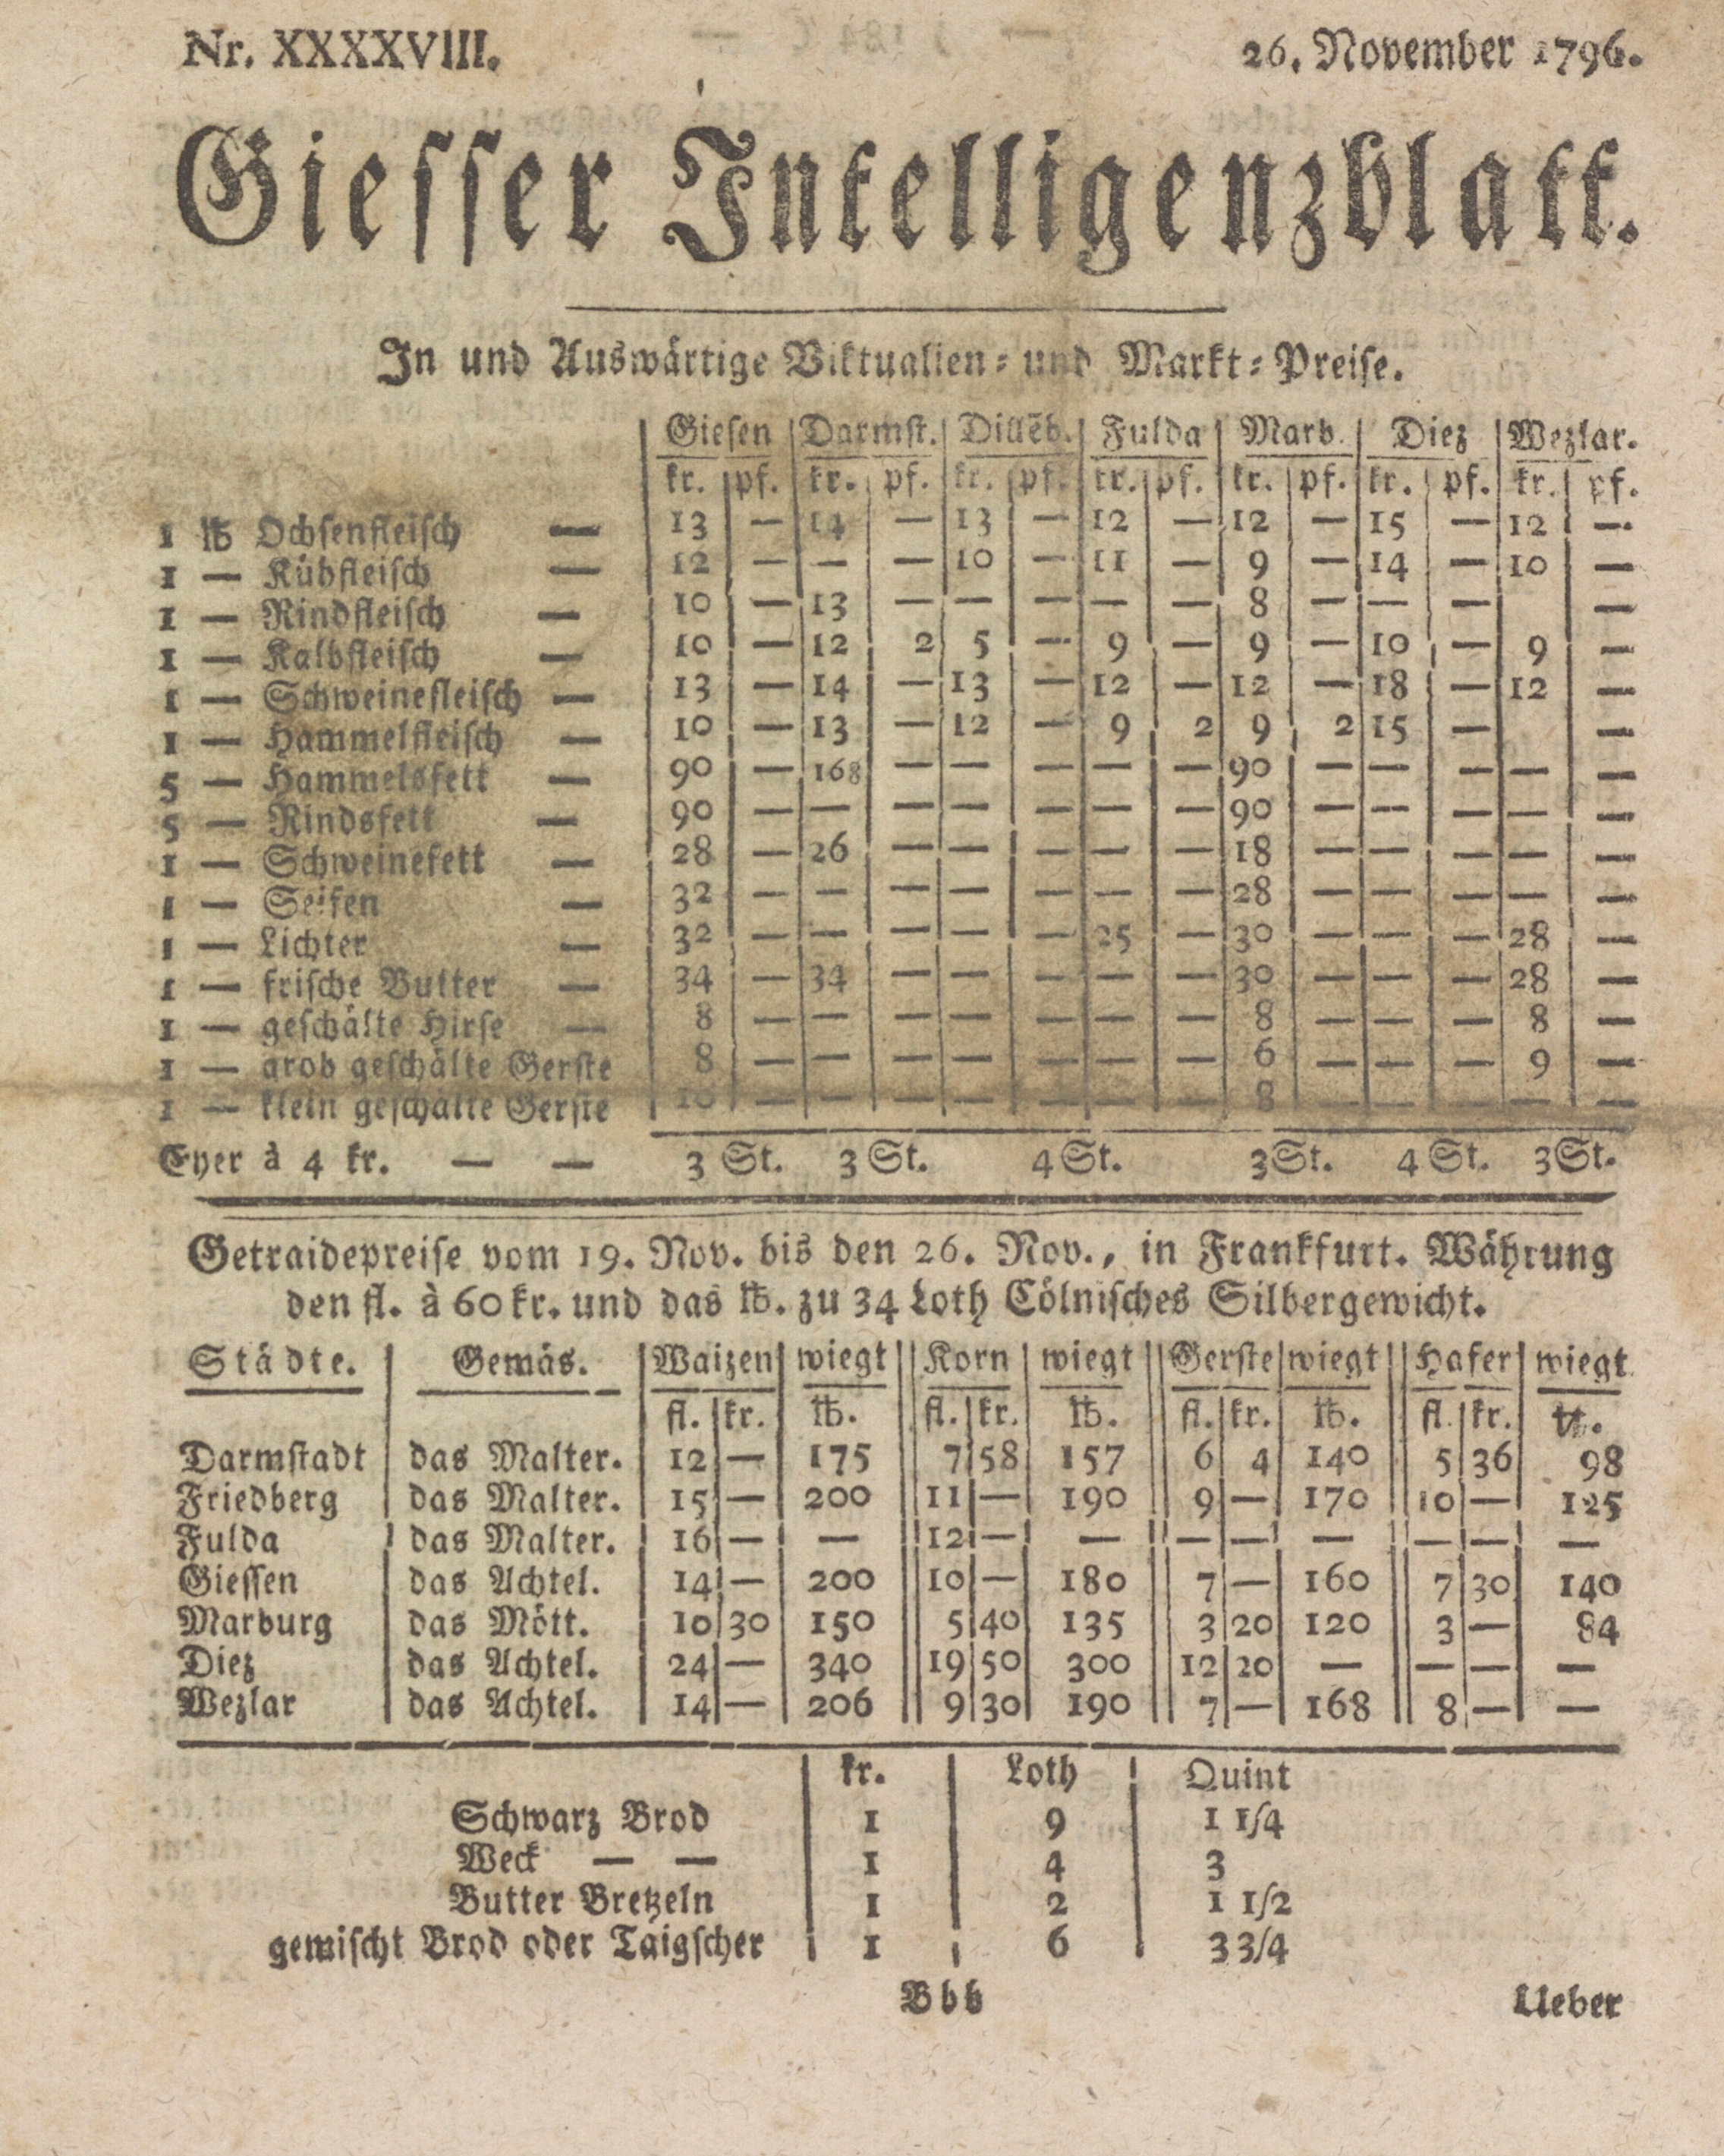 Nr. XXXXVIII. 26. November 1796.
Giesser Intelligenzblatt.
In und Auswärtige Viktualien- und Markt-Preise.
Giesen | Darmst. | Dillēb. | Fulda | Marb. | Diez | Wezlar.
kr. | pf. | kr. | pf. | kr. | pf. | kr. | pf. | kr. | pf. | kr. | pf. | kr. | pf.
1 ℔ Ochsenfleisch — 13 | — | 14 | — | 13 | — | 12 | — | 12 | — | 15 | — | 12 | —
1 — Kühfleisch — 12 | — | — | — | 10 | — | 11 | — | 9 | — | 14 | — | 10 | —
1 — Rindfleisch — 10 | — | 13 | — | — | — | — | — | 8 | — | — | — | | —
1 — Kalbfleisch — 10 | — | 12 | 2 | 5 | — | 9 | — | 9 | — | 10 | — | 9 | —
1 — Schweinefleisch — 13 | — | 14 | — | 13 | — | 12 | — | 12 | — | 18 | — | 12 | —
1 — Hammelfleisch — 10 | — | 13 | — | 12 | — | 9 | 2 | 9 | 2 | 15 | — | | —
5 — Hammelsfett — 90 | — | 168 | — | — | — | — | — | 90 | — | — | — | — | —
5 — Rindsfett — 90 | — | — | — | — | — | — | — | 90 | — | — | — | — | —
1 — Schweinefett — 28 | — | 26 | — | — | — | — | — | 18 | — | — | — | — | —
1 — Seifen — 32 | — | — | — | — | — | — | — | 28 | — | — | — | — | —
1 — Lichter — 32 | — | — | — | — | — | 25 | — | 30 | — | — | — | 28 | —
1 — frische Butter — 34 | — | 34 | — | — | — | — | — | 30 | — | — | — | 28 | —
1 — geschälte Hirse — 8 | — | — | — | — | — | — | — | 8 | — | — | — | 8 | —
1 — grob geschälte Gerste 8 | — | — | — | — | — | — | — | 6 | — | — | — | 9 | —
1 — klein geschälte Gerste 10 | — | — | — | — | — | — | — | 8 | — | — | — | — | —
Eyer à 4 kr. — — 3 St. 3 St. 4 St. 3 St. 4 St. 3 St.
Getraidepreise vom 19. Nov. bis den 26. Nov., in Frankfurt. Währung
den fl. à 60 kr. und das ℔. zu 34 Loth Cölnisches Silbergewicht.
Städte. | Gemäs. | Waizen | wiegt || Korn | wiegt || Gerste | wiegt || Hafer | wiegt
fl. | kr. | ℔. || fl. | kr. | ℔. || fl. | kr. | ℔. || fl. | kr. | ℔.
Darmstadt | das Malter. | 12 | — | 175 || 7 | 58 | 157 || 6 | 4 | 140 || 5 | 36 | 98
Friedberg | das Malter. | 15 | — | 200 || 11 | — | 190 || 9 | — | 170 || 10 | — | 125
Fulda | das Malter. | 16 | — | — || 12 | — | — || — | — | — || — | — | —
Giessen | das Achtel. | 14 | — | 200 || 10 | — | 180 || 7 | — | 160 || 7 | 30 | 140
Marburg | das Mött. | 10 | 30 | 150 || 5 | 40 | 135 || 3 | 20 | 120 || 3 | — | 84
Diez | das Achtel. | 24 | — | 340 || 19 | 50 | 300 || 12 | 20 | — || — | — | —
Wezlar | das Achtel. | 14 | — | 206 || 9 | 30 | 190 || 7 | — | 168 || 8 | — | —
kr. | Loth | Quint
Schwarz Brod | 1 | 9 | 1 1/4
Weck — — | 1 | 4 | 3
Butter Bretzeln | 1 | 2 | 1 1/2
gemischt Brod oder Taigscher | 1 | 6 | 3 3/4
Bbb Ueber